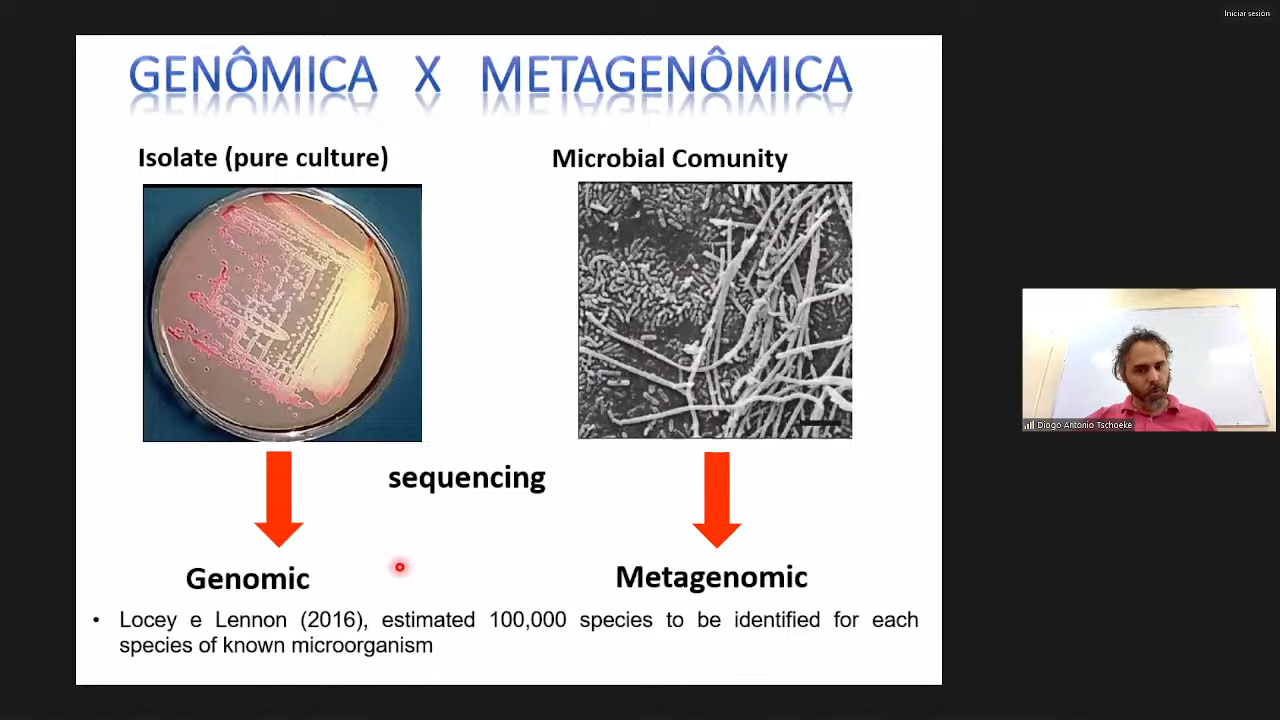 Iniciar sesión
GENÔMICA X METAGENÔMICA
Isolate (pure culture)
Microbial Comunity
sequencing
Genomic
Metagenomic
• Locey e Lennon (2016), estimated 100,000 species to be identified for each
species of known microorganism
Diogo Antonio Tschoeke